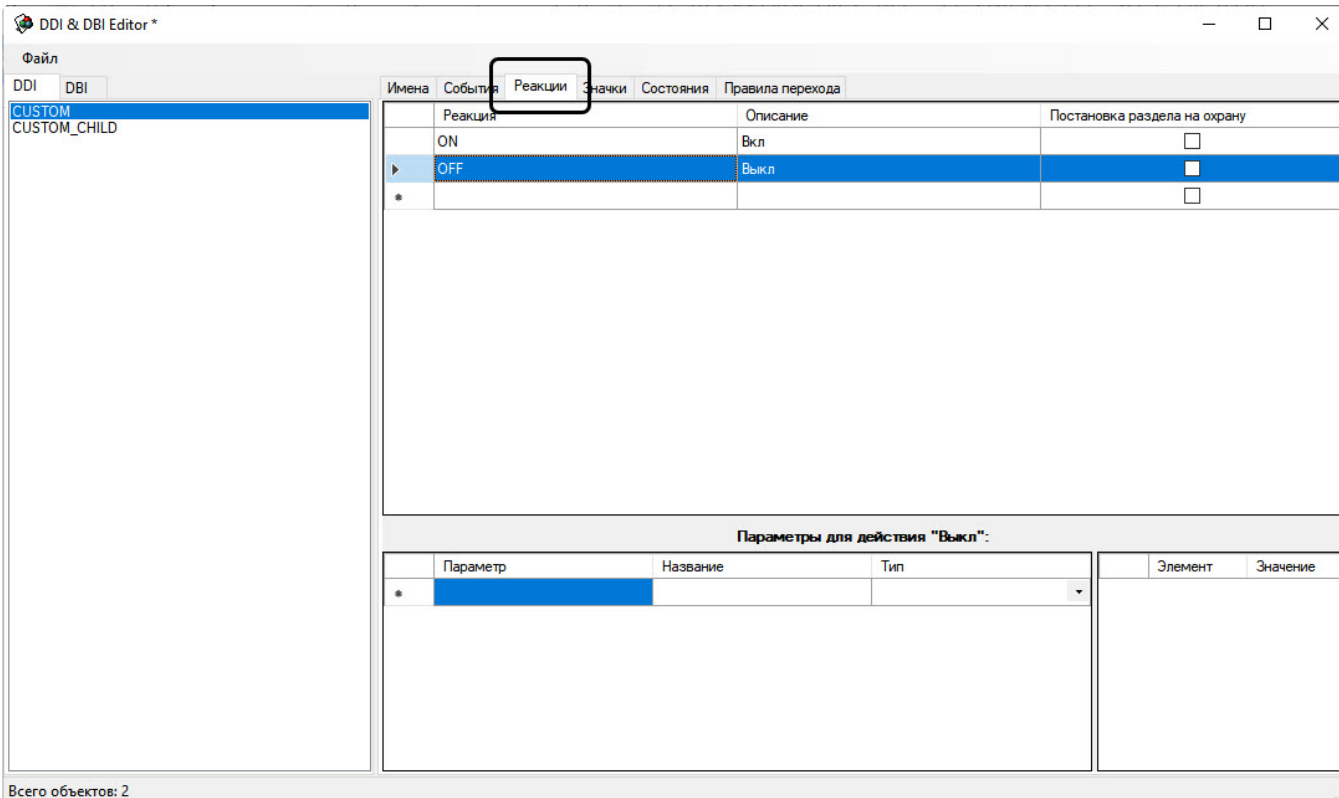 DDI & DBI Editor *
Файл
DDI DBI
Имена События Реакции Значки Состояния Правила перехода
CUSTOM
CUSTOM_CHILD
Реакция Описание Постановка раздела на охрану
ON Вкл
OFF Выкл
Параметры для действия "Выкл":
Параметр Название Тип Элемент Значение
Всего объектов: 2